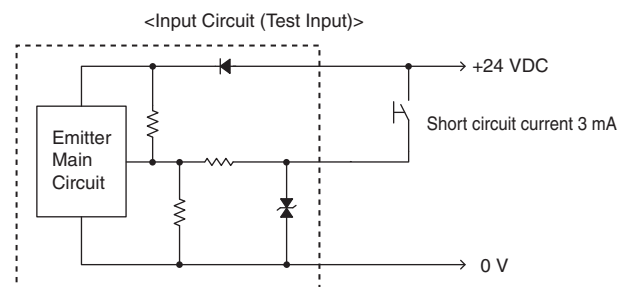 <Input Circuit (Test Input)>
+24 VDC
Short circuit current 3 mA
Emitter
Main
Circuit
0 V